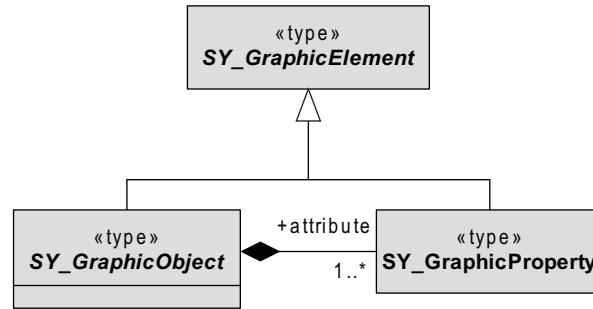 «type»
SY_GraphicElement
«type»
SY_GraphicObject
+attribute
1..*
«type»
SY_GraphicProperty